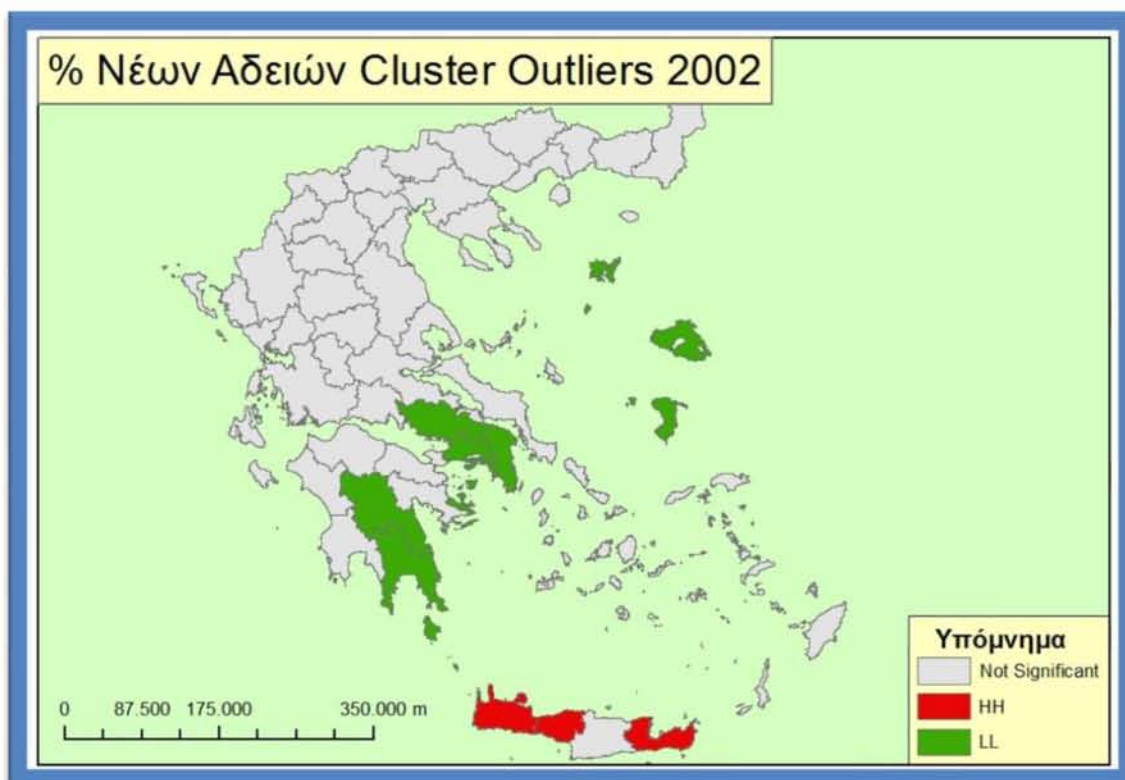 % Νέων Αδειών Cluster Outliers 2002
Υπόμνημα
Not Significant
HH
LL
0 87.500 175.000 350.000 m